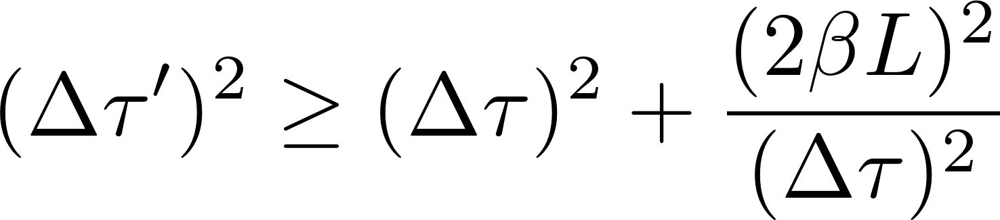 (Δτ′)² ≥ (Δτ)² + (2βL)² / (Δτ)²